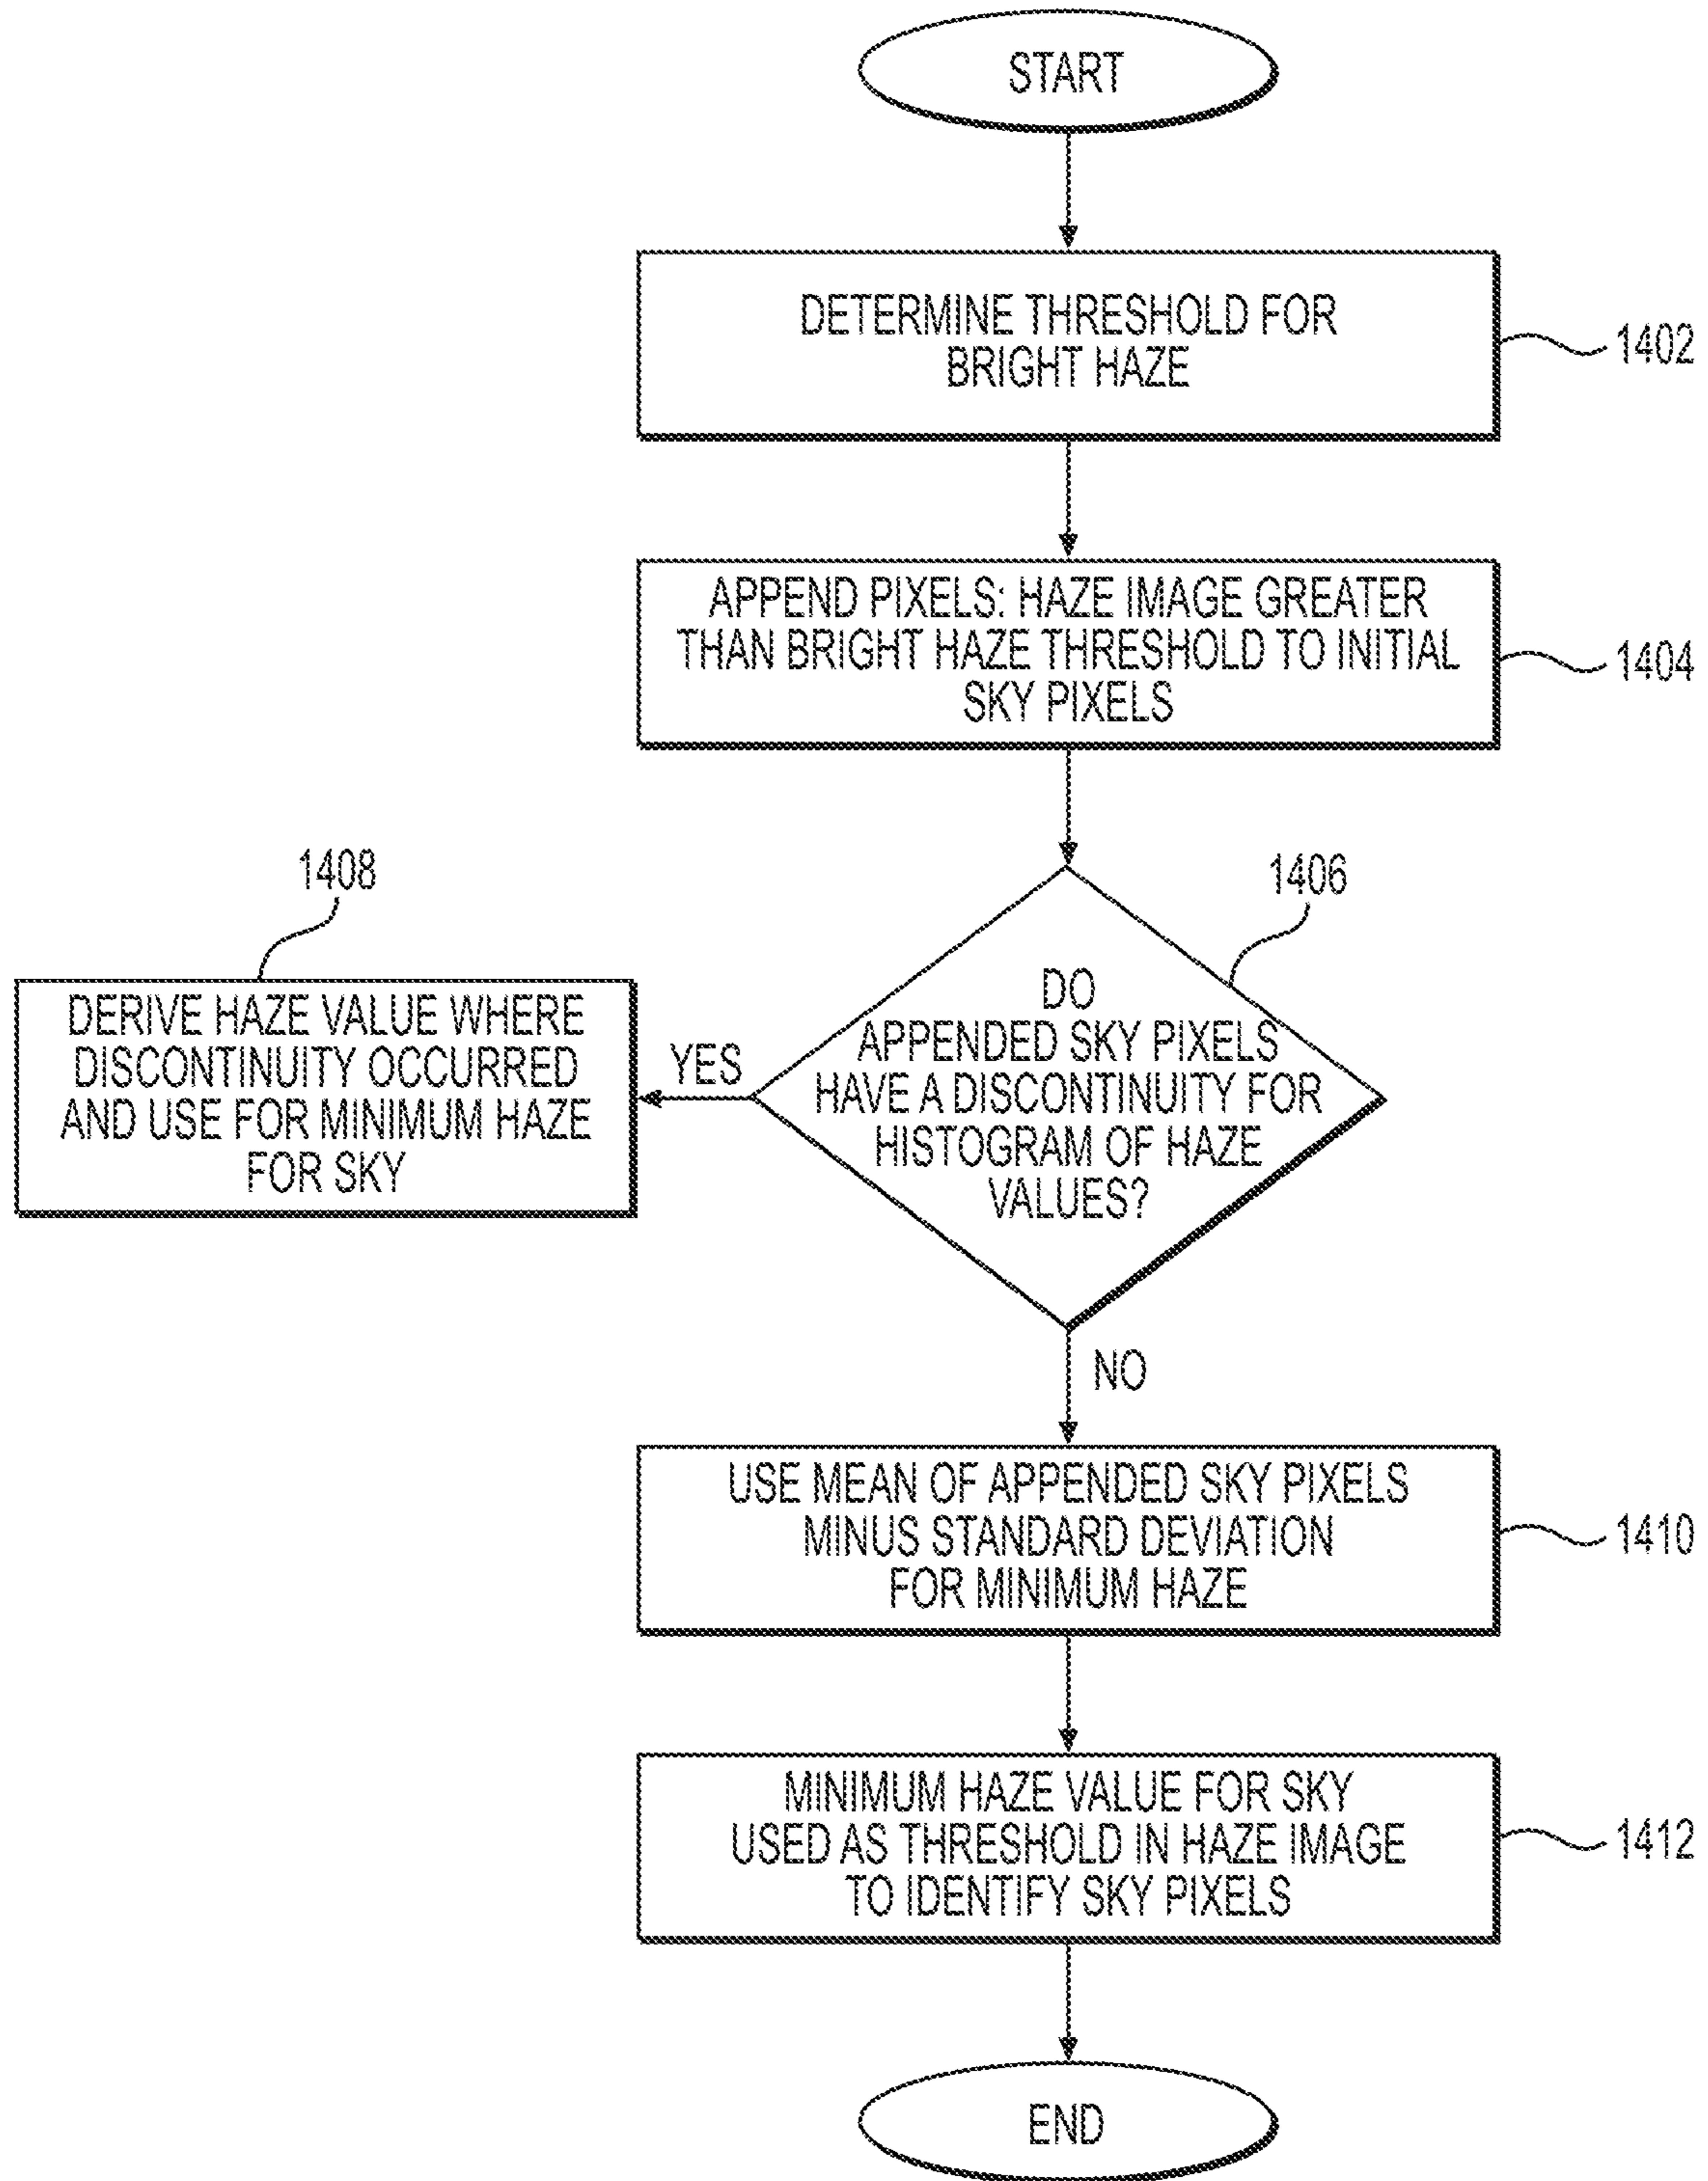 START
DETERMINE THRESHOLD FOR
BRIGHT HAZE
1402
APPEND PIXELS: HAZE IMAGE GREATER
THAN BRIGHT HAZE THRESHOLD TO INITIAL
SKY PIXELS
1404
1408
DERIVE HAZE VALUE WHERE
DISCONTINUITY OCCURRED
AND USE FOR MINIMUM HAZE
FOR SKY
YES
1406
DO
APPENDED SKY PIXELS
HAVE A DISCONTINUITY FOR
HISTOGRAM OF HAZE
VALUES?
NO
USE MEAN OF APPENDED SKY PIXELS
MINUS STANDARD DEVIATION
FOR MINIMUM HAZE
1410
MINIMUM HAZE VALUE FOR SKY
USED AS THRESHOLD IN HAZE IMAGE
TO IDENTIFY SKY PIXELS
1412
END